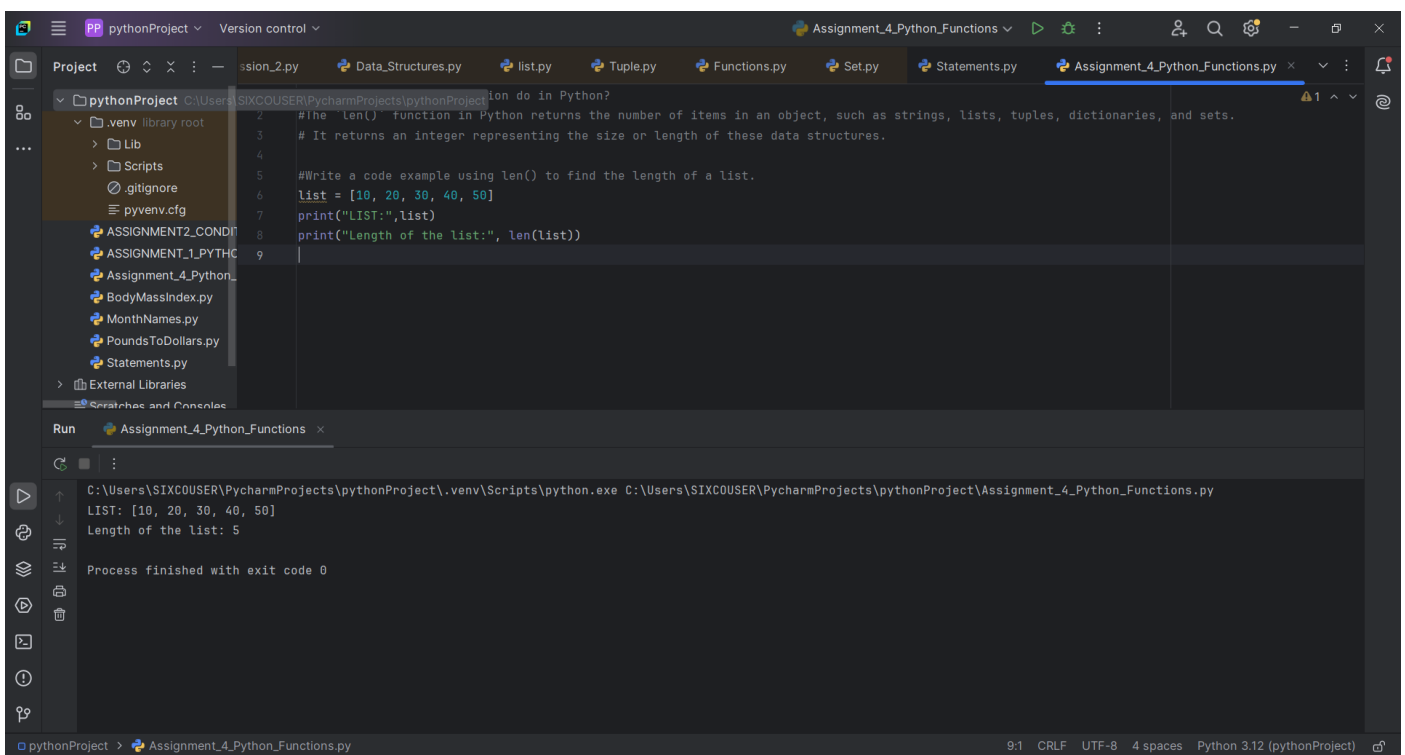 PP pythonProject Version control Assignment_4_Python_Functions
Project ssion_2.py Data_Structures.py list.py Tuple.py Functions.py Set.py Statements.py Assignment_4_Python_Functions.py
pythonProject C:\Users\SIXCOUSER\PycharmProjects\pythonProject ion do in Python? 1
.venv library root 2 #The `len()` function in Python returns the number of items in an object, such as strings, lists, tuples, dictionaries, and sets.
Lib 3 # It returns an integer representing the size or length of these data structures.
4
Scripts 5 #Write a code example using len() to find the length of a list.
.gitignore 6 list = [10, 20, 30, 40, 50]
pyvenv.cfg 7 print("LIST:",list)
ASSIGNMENT2_CONDI 8 print("Length of the list:", len(list))
ASSIGNMENT_1_PYTHO 9
Assignment_4_Python_
BodyMassIndex.py
MonthNames.py
PoundsToDollars.py
Statements.py
External Libraries
Scratches and Consoles
Run Assignment_4_Python_Functions
C:\Users\SIXCOUSER\PycharmProjects\pythonProject\.venv\Scripts\python.exe C:\Users\SIXCOUSER\PycharmProjects\pythonProject\Assignment_4_Python_Functions.py
LIST: [10, 20, 30, 40, 50]
Length of the list: 5
Process finished with exit code 0
pythonProject > Assignment_4_Python_Functions.py 9:1 CRLF UTF-8 4 spaces Python 3.12 (pythonProject)